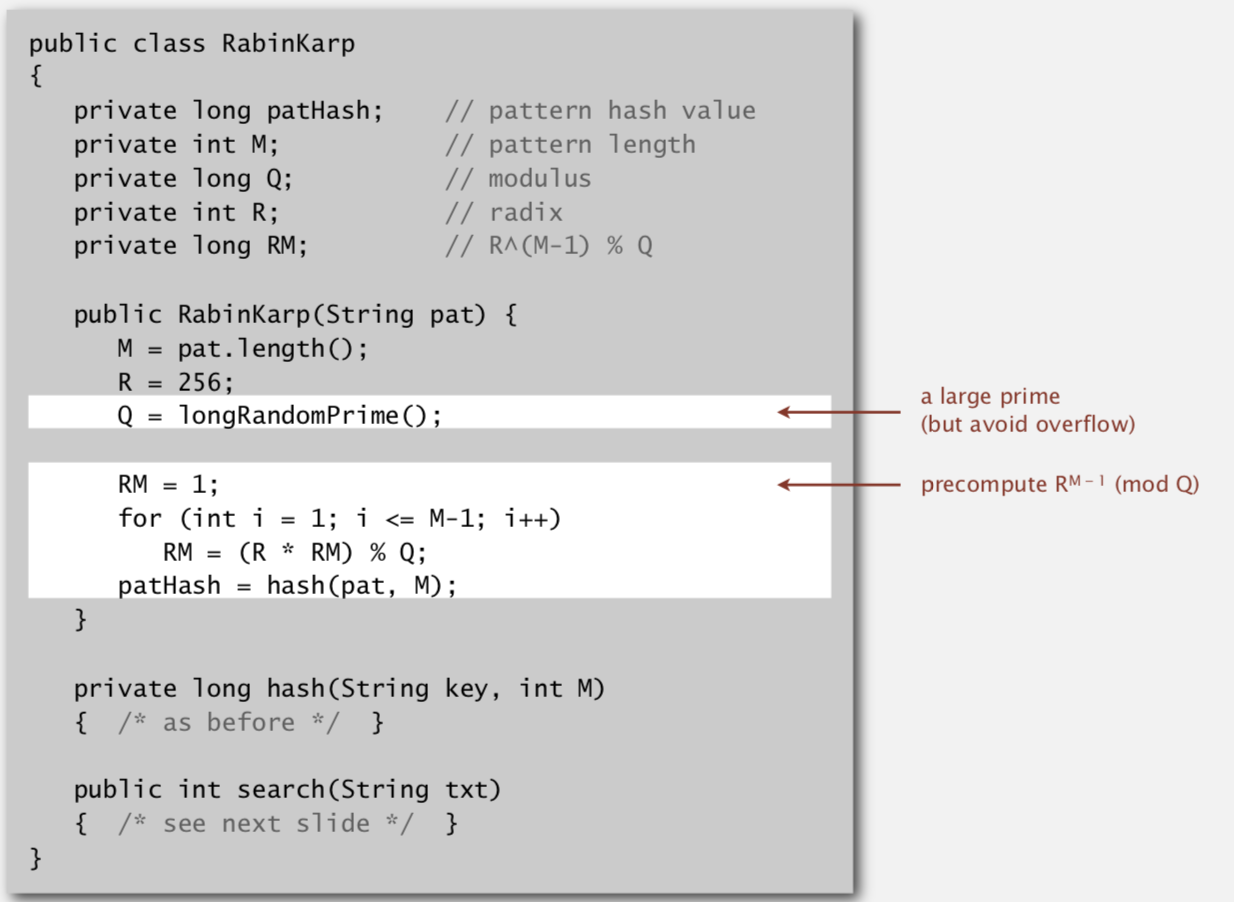 public class RabinKarp
{
private long patHash; // pattern hash value
private int M; // pattern length
private long Q; // modulus
private int R; // radix
private long RM; // R^(M-1) % Q
public RabinKarp(String pat) {
M = pat.length();
R = 256;
Q = longRandomPrime();
a large prime
(but avoid overflow)
RM = 1;
precompute R^M – 1 (mod Q)
for (int i = 1; i <= M-1; i++)
RM = (R * RM) % Q;
patHash = hash(pat, M);
}
private long hash(String key, int M)
{ /* as before */ }
public int search(String txt)
{ /* see next slide */ }
}